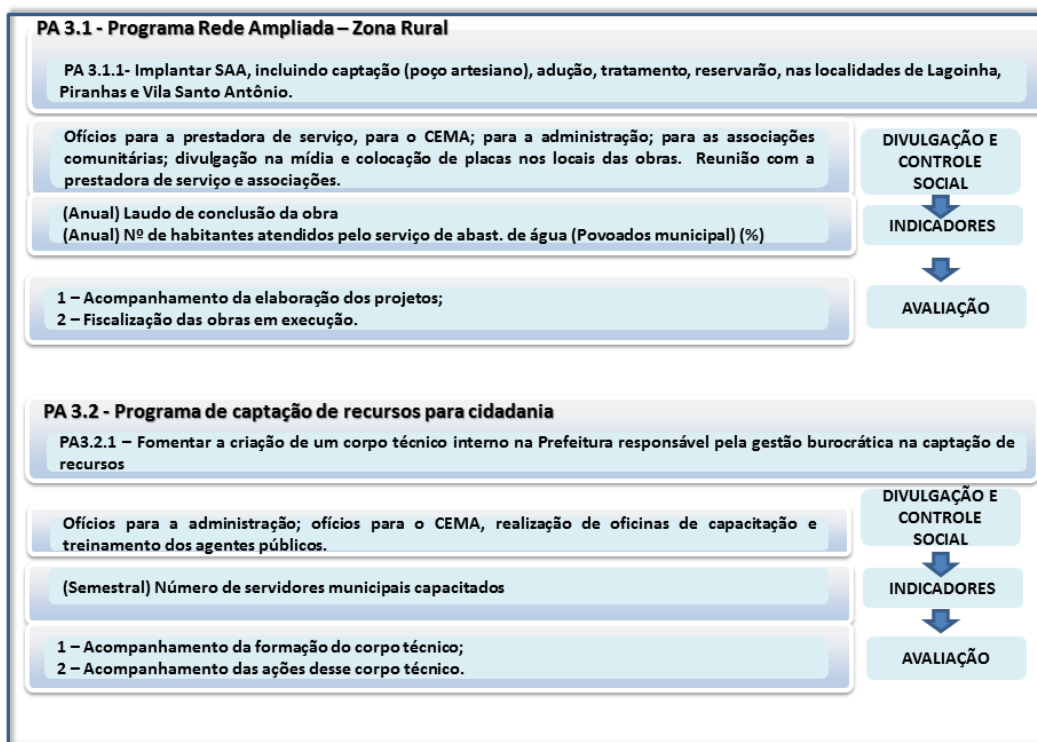 PA 3.1 - Programa Rede Ampliada – Zona Rural
PA 3.1.1- Implantar SAA, incluindo captação (poço artesiano), adução, tratamento, reservarão, nas localidades de Lagoinha,
Piranhas e Vila Santo Antônio.
Ofícios para a prestadora de serviço, para o CEMA; para a administração; para as associações
comunitárias; divulgação na mídia e colocação de placas nos locais das obras. Reunião com a
prestadora de serviço e associações.
DIVULGAÇÃO E
CONTROLE
SOCIAL
(Anual) Laudo de conclusão da obra
(Anual) Nº de habitantes atendidos pelo serviço de abast. de água (Povoados municipal) (%)
INDICADORES
1 – Acompanhamento da elaboração dos projetos;
2 – Fiscalização das obras em execução.
AVALIAÇÃO
PA 3.2 - Programa de captação de recursos para cidadania
PA3.2.1 – Fomentar a criação de um corpo técnico interno na Prefeitura responsável pela gestão burocrática na captação de
recursos
Ofícios para a administração; ofícios para o CEMA, realização de oficinas de capacitação e
treinamento dos agentes públicos.
DIVULGAÇÃO E
CONTROLE
SOCIAL
(Semestral) Número de servidores municipais capacitados
INDICADORES
1 – Acompanhamento da formação do corpo técnico;
2 – Acompanhamento das ações desse corpo técnico.
AVALIAÇÃO